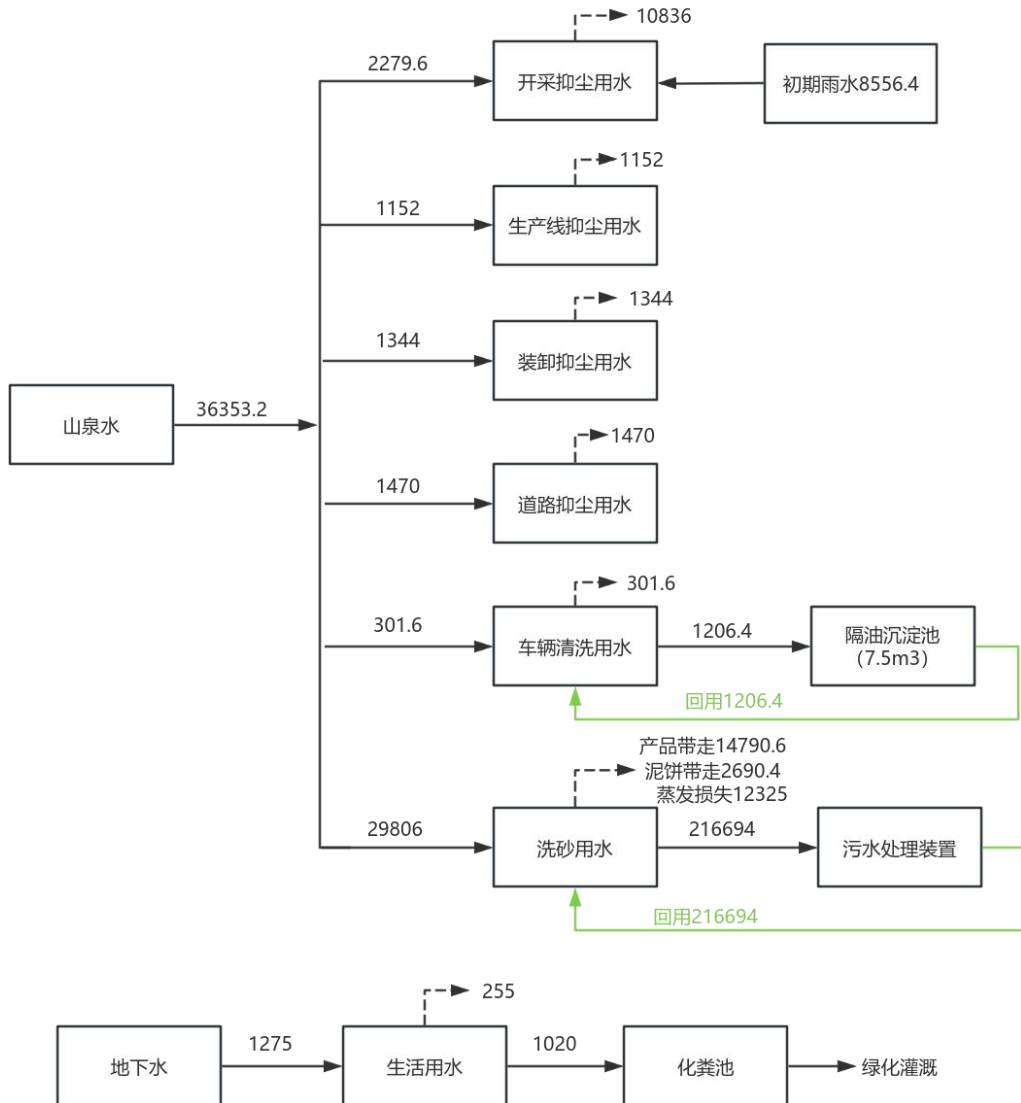 10836
2279.6
开采抑尘用水
初期雨水8556.4
1152
1152
生产线抑尘用水
1344
1344
装卸抑尘用水
山泉水
36353.2
1470
1470
道路抑尘用水
301.6
301.6
车辆清洗用水
1206.4
隔油沉淀池
（7.5m3）
回用1206.4
产品带走14790.6
泥饼带走2690.4
蒸发损失12325
29806
洗砂用水
216694
污水处理装置
回用216694
255
地下水
1275
生活用水
1020
化粪池
绿化灌溉